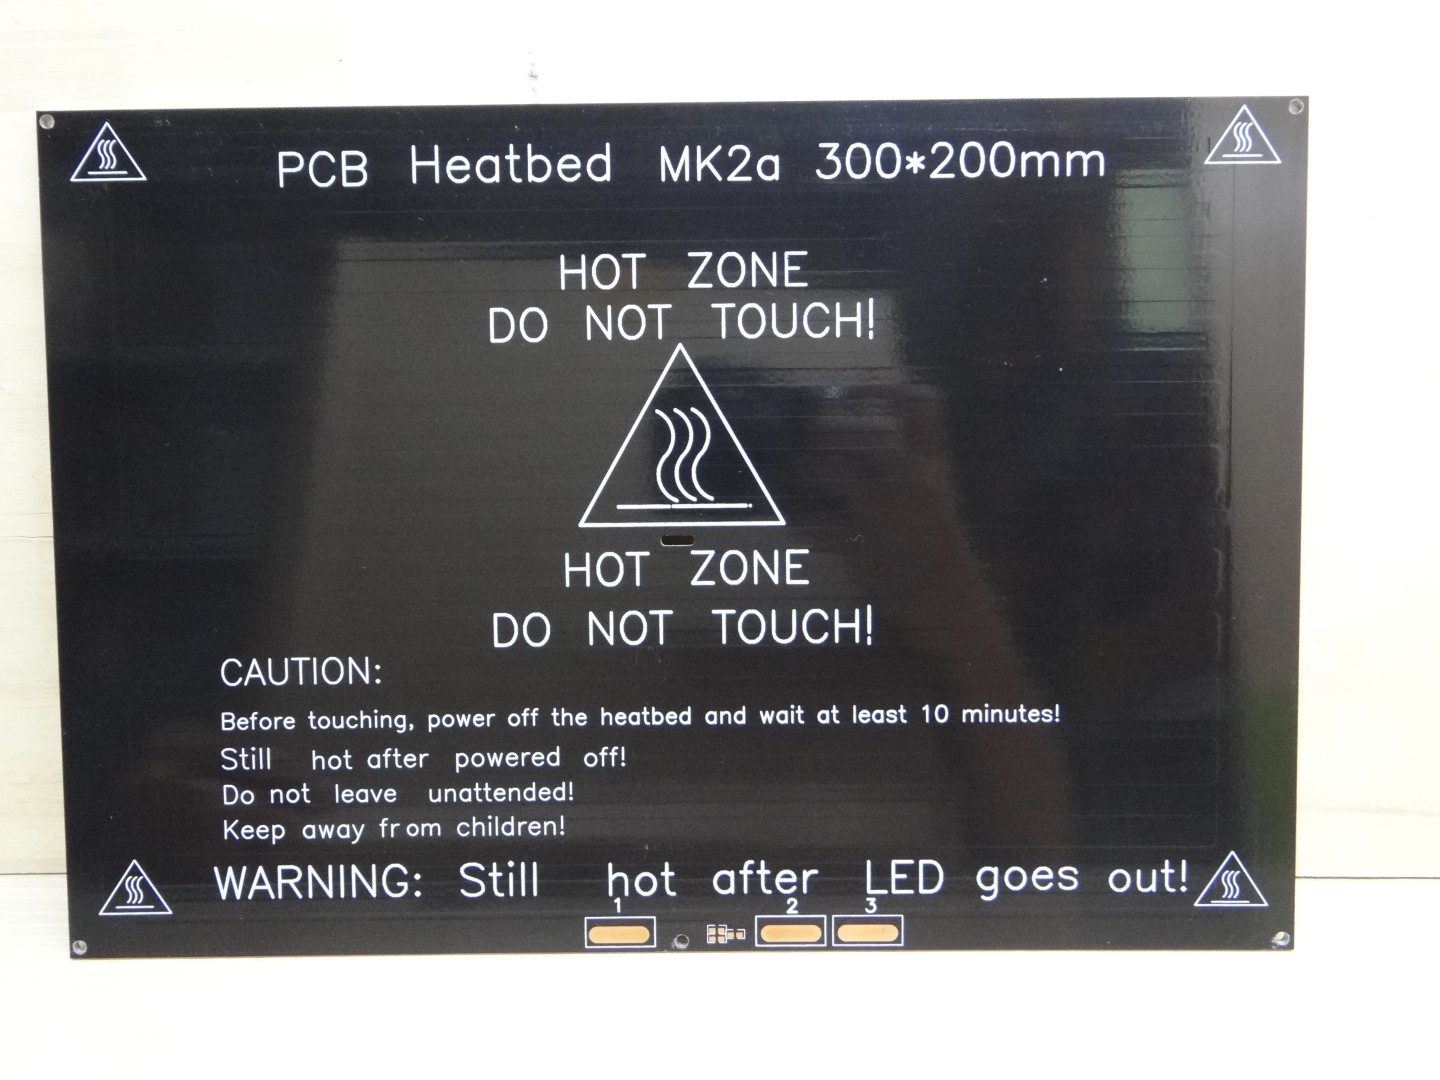 PCB Heatbed MK2a 300*200mm
HOT ZONE
DO NOT TOUCH!
HOT ZONE
DO NOT TOUCH!
CAUTION:
Before touching, power off the heatbed and wait at least 10 minutes!
Still hot after powered off!
Do not leave unattended!
Keep away from children!
WARNING: Still hot after LED goes out!
1 2 3